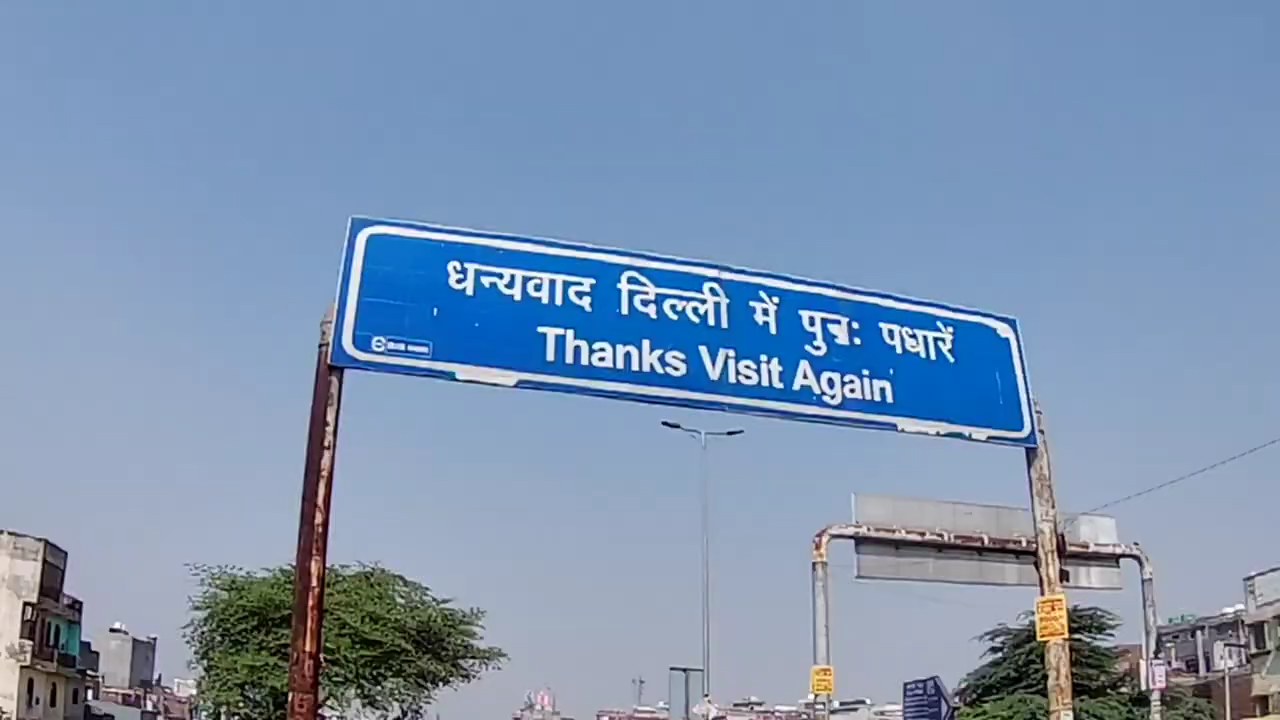 धन्यवाद दिल्ली में पुनः पधारें
Thanks Visit Again